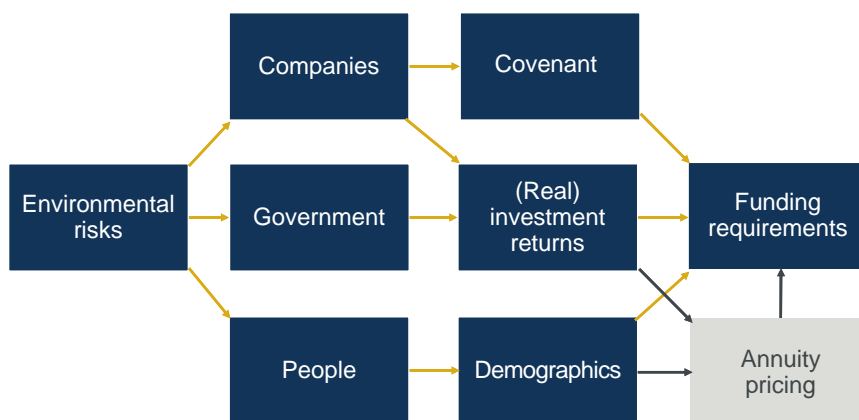 Companies
Covenant
Environmental
risks
Government
(Real)
investment
returns
Funding
requirements
People
Demographics
Annuity
pricing